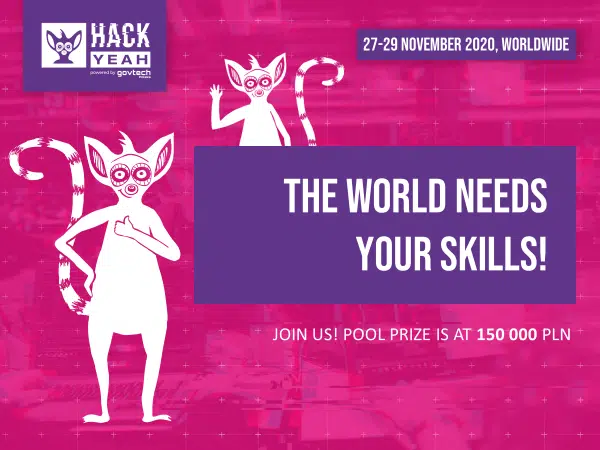 HACK
YEAH
powered by govtech
27-29 NOVEMBER 2020, WORLDWIDE
THE WORLD NEEDS
YOUR SKILLS!
JOIN US! POOL PRIZE IS AT 150 000 PLN